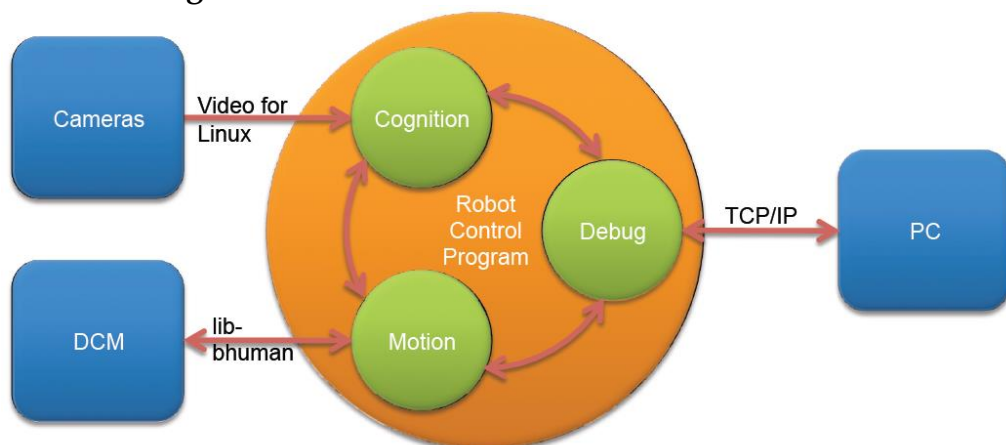 Cameras
Video for
Linux
Cognition
Robot
Control
Program
Debug
TCP/IP
PC
DCM
lib-
bhuman
Motion